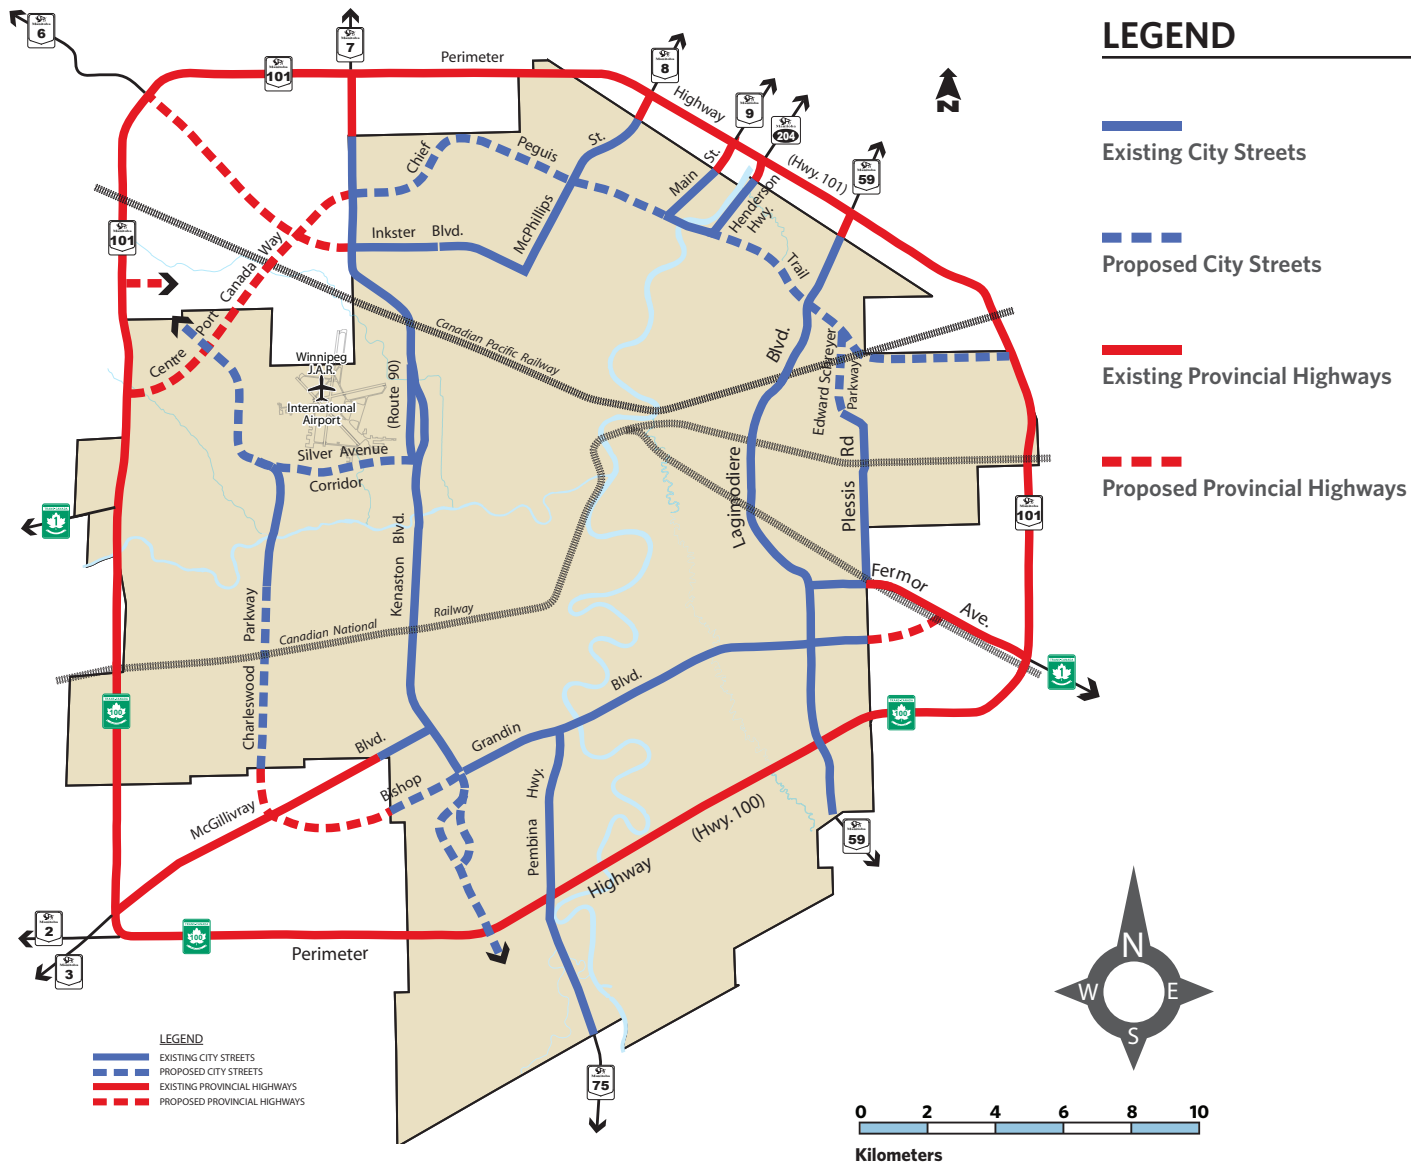 6
7
Perimeter
101
8
Highway
9
204
(Hwy. 101)
59
N
LEGEND
Existing City Streets
Proposed City Streets
Existing Provincial Highways
Proposed Provincial Highways
Chief
Peguis
St.
Main
St.
Henderson
Hwy.
Trail
McPhillips
Inkster Blvd.
101
Centre Port Canada Way
Canadian Pacific Railway
Winnipeg
J.A.R.
International
Airport
(Route 90)
Silver Avenue
Corridor
Blvd.
Lagimodiere
Edward Schreyer
Parkway
Plessis Rd
101
1
Kenaston Blvd.
Fermor
Ave.
1
Canadian National
Railway
Charleswood Parkway
100
100
Blvd.
Grandin
Bishop
Blvd.
McGillivray
Pembina Hwy.
Highway
(Hwy. 100)
59
2
3
100
Perimeter
75
LEGEND
EXISTING CITY STREETS
PROPOSED CITY STREETS
EXISTING PROVINCIAL HIGHWAYS
PROPOSED PROVINCIAL HIGHWAYS
N
W E
S
0 2 4 6 8 10
Kilometers